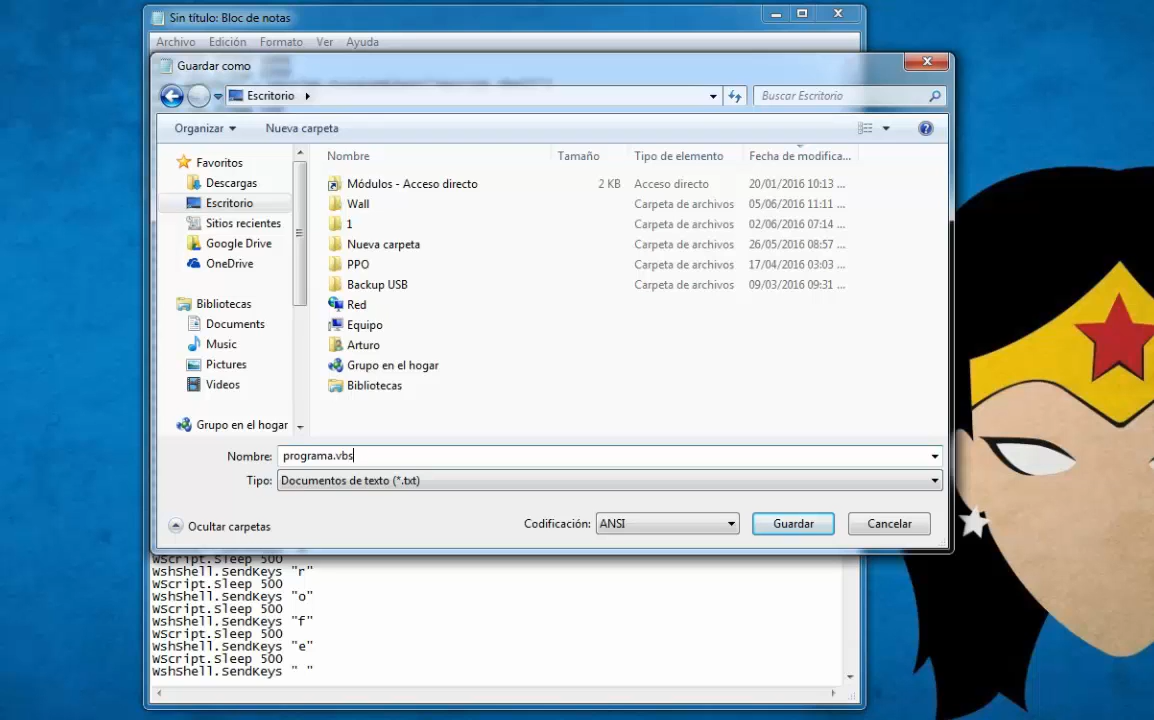 Sin título: Bloc de notas
Archivo Edición Formato Ver Ayuda
Guardar como
Escritorio
Buscar Escritorio
Organizar Nueva carpeta
Nombre Tamaño Tipo de elemento Fecha de modifica...
Favoritos
Descargas
Escritorio
Sitios recientes
Google Drive
OneDrive
Bibliotecas
Documents
Music
Pictures
Videos
Grupo en el hogar
Módulos - Acceso directo 2 KB Acceso directo 20/01/2016 10:13 ...
Wall Carpeta de archivos 05/06/2016 11:11 ...
1 Carpeta de archivos 02/06/2016 07:14 ...
Nueva carpeta Carpeta de archivos 26/05/2016 08:57 ...
PPO Carpeta de archivos 17/04/2016 03:03 ...
Backup USB Carpeta de archivos 09/03/2016 09:31 ...
Red
Equipo
Arturo
Grupo en el hogar
Bibliotecas
Nombre: programa.vbs
Tipo: Documentos de texto (*.txt)
Ocultar carpetas
Codificación: ANSI Guardar Cancelar
WScript.Sleep 500
WshShell.SendKeys "r"
WScript.Sleep 500
WshShell.SendKeys "o"
WScript.Sleep 500
WshShell.SendKeys "f"
WScript.Sleep 500
WshShell.SendKeys "e"
WScript.Sleep 500
WshShell.SendKeys " "